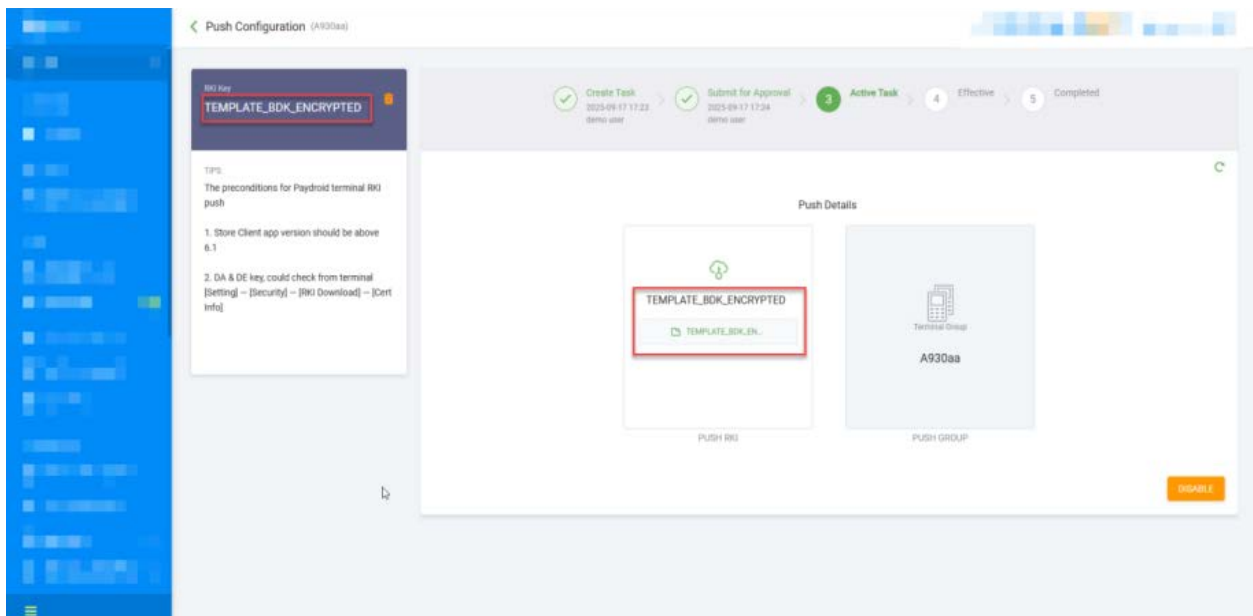 Push Configuration (A930aa)
RKI Key
TEMPLATE_BDK_ENCRYPTED
TIPS
The preconditions for Paydroid terminal RKI
push
1. Store Client app version should be above
6.1
2. DA & DE key, could check from terminal
[Setting] -- [Security] -- [RKI Download] -- [Cert
Info]
Create Task
2025-09-17 17:23
demo user
Submit for Approval
2025-09-17 17:24
demo user
3 Active Task
4 Effective
5 Completed
Push Details
TEMPLATE_BDK_ENCRYPTED
TEMPLATE_BDK_EN...
PUSH RKI
Terminal Group
A930aa
PUSH GROUP
DISABLE